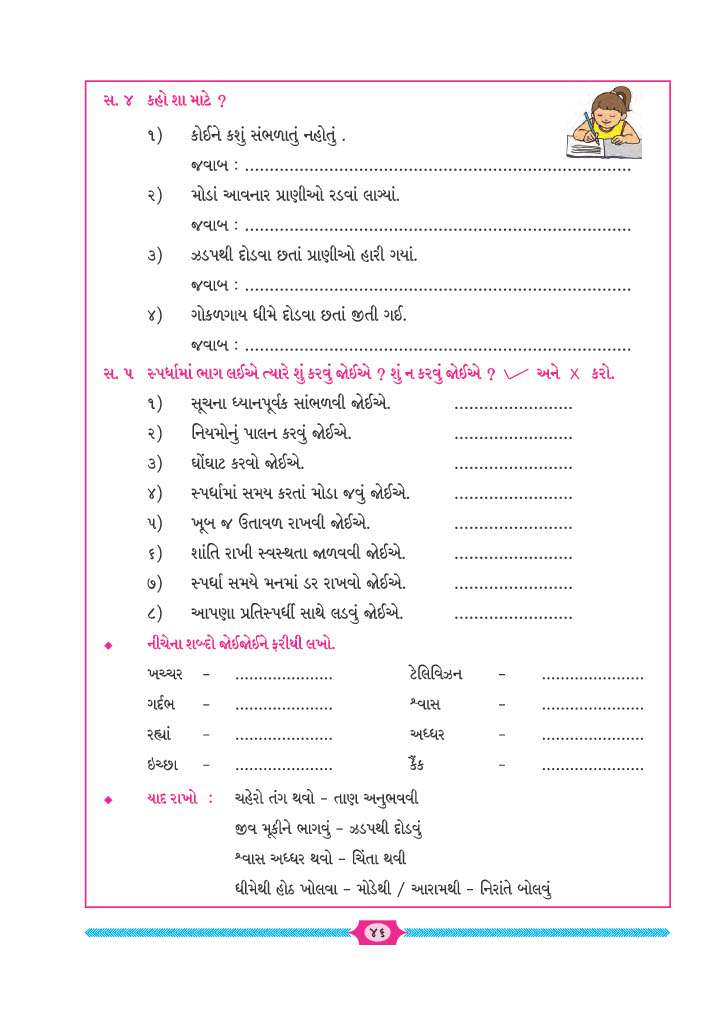 સ. ૪ કહો શા માટે ?
૧) કોઈને કશું સંભળાતું નહોતું .
જવાબ : .............................................................................
૨) મોડાં આવનાર પ્રાણીઓ રડવાં લાગ્યાં.
જવાબ : .............................................................................
૩) ઝડપથી દોડવા છતાં પ્રાણીઓ હારી ગયાં.
જવાબ : .............................................................................
૪) ગોકળગાય ધીમે દોડવા છતાં જીતી ગઈ.
જવાબ : .............................................................................
સ. ૫ સ્પર્ધામાં ભાગ લઈએ ત્યારે શું કરવું જોઈએ ? શું ન કરવું જોઈએ ? ✓ અને X કરો.
૧) સૂચના ધ્યાનપૂર્વક સાંભળવી જોઈએ. ........................
૨) નિયમોનું પાલન કરવું જોઈએ. ........................
૩) ઘોંઘાટ કરવો જોઈએ. ........................
૪) સ્પર્ધામાં સમય કરતાં મોડા જવું જોઈએ. ........................
૫) ખૂબ જ ઉતાવળ રાખવી જોઈએ. ........................
૬) શાંતિ રાખી સ્વસ્થતા જાળવવી જોઈએ. ........................
૭) સ્પર્ધા સમયે મનમાં ડર રાખવો જોઈએ. ........................
૮) આપણા પ્રતિસ્પર્ધી સાથે લડવું જોઈએ. ........................
◆ નીચેના શબ્દો જોઈજોઈને ફરીથી લખો.
ખચ્ચર – ..................... ટેલિવિઝન – ......................
ગર્દભ – ..................... શ્વાસ – ......................
રહ્યાં – ..................... અધ્ધર – ......................
ઇચ્છા – ..................... કૈંક – ......................
◆ યાદ રાખો : ચહેરો તંગ થવો – તાણ અનુભવવી
જીવ મૂકીને ભાગવું – ઝડપથી દોડવું
શ્વાસ અધ્ધર થવો – ચિંતા થવી
ધીમેથી હોઠ ખોલવા – મોડેથી / આરામથી – નિરાંતે બોલવું
૪૬